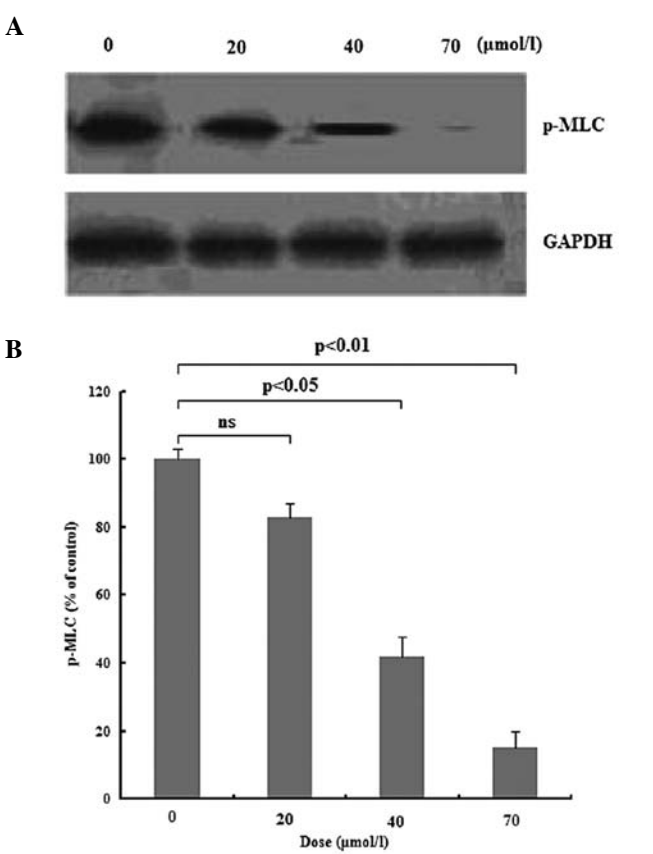 A
0 20 40 70 (μmol/l)
p-MLC
GAPDH
B
p<0.01
p<0.05
ns
120
100
80
60
40
20
0
p-MLC (% of control)
0 20 40 70
Dose (μmol/l)